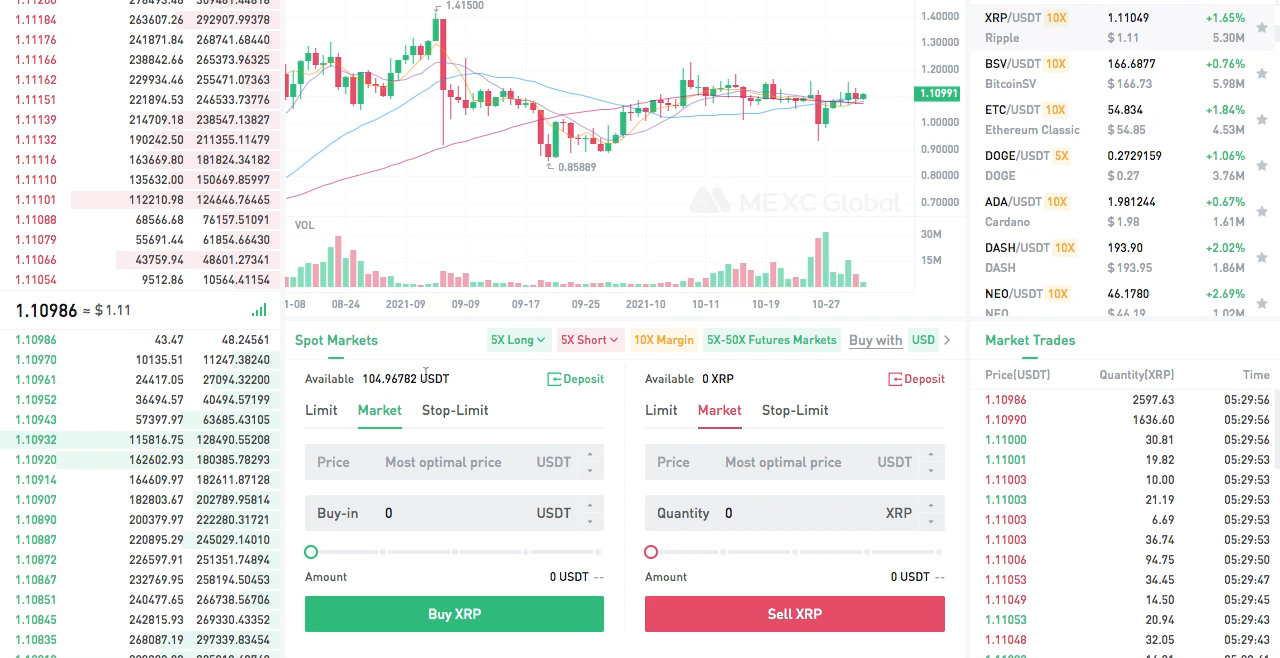 1.11184 263607.26 292907.99378
1.11176 241871.84 268741.68440
1.11166 238842.66 265373.96325
1.11162 229934.46 255471.07363
1.11151 221894.53 246533.73776
1.11139 214709.18 238547.13827
1.11132 190242.50 211355.11479
1.11116 163669.80 181824.34182
1.11110 135632.00 150669.85997
1.11101 112210.98 124646.76465
1.11088 68566.68 76157.51091
1.11079 55691.44 61854.66430
1.11066 43759.94 48601.27341
1.11054 9512.86 10564.41154
1.10986 ≈ $ 1.11
1.10986 43.47 48.24561
1.10970 10135.51 11247.38240
1.10961 24417.05 27094.32200
1.10952 36494.57 40494.57199
1.10943 57397.97 63685.43105
1.10932 115816.75 128490.55208
1.10920 162602.93 180385.78293
1.10914 164609.97 182611.87128
1.10907 182803.67 202789.95814
1.10890 200379.97 222280.31721
1.10887 220895.29 245029.14010
1.10872 226597.91 251351.74894
1.10867 232769.95 258194.50453
1.10851 240477.65 266738.56706
1.10845 242815.93 269330.43352
1.10835 268087.19 297339.83454
1.41500
0.85889
1.40000
1.30000
1.20000
1.10991
1.00000
0.90000
0.80000
0.70000
MEXC Global
VOL
30M
15M
1-08 08-24 2021-09 09-09 09-17 09-25 2021-10 10-11 10-19 10-27
Spot Markets 5X Long 5X Short 10X Margin 5X-50X Futures Markets Buy with USD
Available 104.96782 USDT Deposit
Limit Market Stop-Limit
Price Most optimal price USDT
Buy-in 0 USDT
Amount 0 USDT --
Buy XRP
Available 0 XRP Deposit
Limit Market Stop-Limit
Price Most optimal price USDT
Quantity 0 XRP
Amount 0 USDT --
Sell XRP
XRP/USDT 10X 1.11049 +1.65%
Ripple $ 1.11 5.30M
BSV/USDT 10X 166.6877 +0.76%
BitcoinSV $ 166.73 5.98M
ETC/USDT 10X 54.834 +1.84%
Ethereum Classic $ 54.85 4.53M
DOGE/USDT 5X 0.2729159 +1.06%
DOGE $ 0.27 3.76M
ADA/USDT 10X 1.981244 +0.67%
Cardano $ 1.98 1.61M
DASH/USDT 10X 193.90 +2.02%
DASH $ 193.95 1.86M
NEO/USDT 10X 46.1780 +2.69%
NEO $ 46.19 1.02M
Market Trades
Price(USDT) Quantity(XRP) Time
1.10986 2597.63 05:29:56
1.10990 1636.60 05:29:56
1.11000 30.81 05:29:56
1.11001 19.82 05:29:53
1.11003 10.00 05:29:53
1.11003 21.19 05:29:53
1.11003 6.69 05:29:53
1.11003 36.74 05:29:53
1.11006 94.75 05:29:50
1.11053 34.45 05:29:47
1.11049 14.50 05:29:45
1.11053 20.94 05:29:43
1.11048 32.05 05:29:43